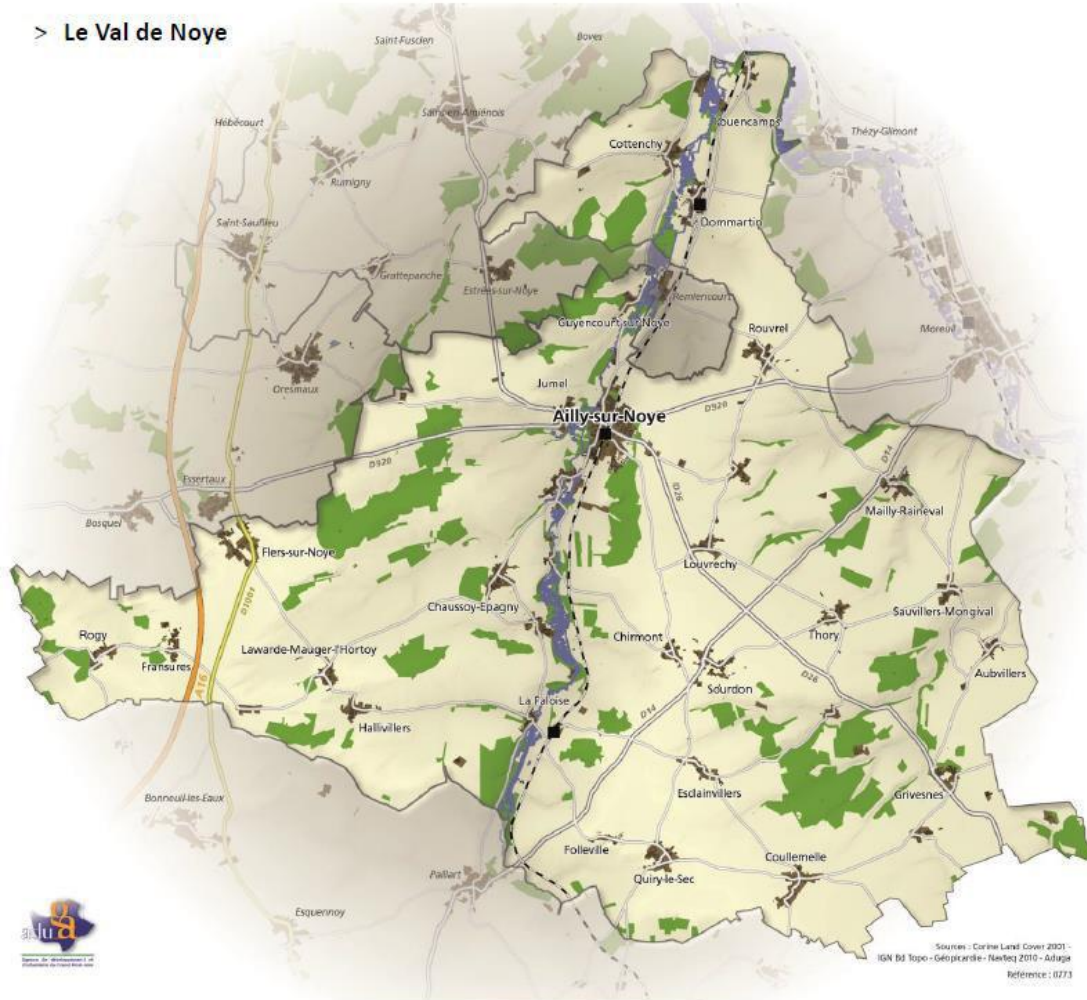 > Le Val de Noye
Saint-Fuscien
Boves
Hébécourt
Sains-en-Amiénois
Rouencamps
Thézy-Glimont
Cottenchy
Rumigny
Saint-Sauflieu
Dommartin
Grattepanche
Estrées-sur-Noye
Remiencourt
Guyencourt-sur-Noye
Rouvrel
Moreuil
Oresmaux
Jumel
Ailly-sur-Noye
D920
D920
D14
Essertaux
D26
Bosquel
Mailly-Raineval
Flers-sur-Noye
Louvrechy
D1001
Chaussoy-Epagny
Sauvillers-Mongival
Rogy
Chirmont
Thory
Fransures
Lawarde-Mauger-l'Hortoy
Aubvillers
A16
D26
Sourdon
La Faloise
D14
Hallivillers
Bonneuil-les-Eaux
Esclainvillers
Grivesnes
Folleville
Coullemelle
Paillart
Quiry-le-Sec
Esquennoy
aduga
Sources : Corine Land Cover 2001 -
IGN Bd Topo - Géopicardie - Navteq 2010 - Aduga
Référence : 0273